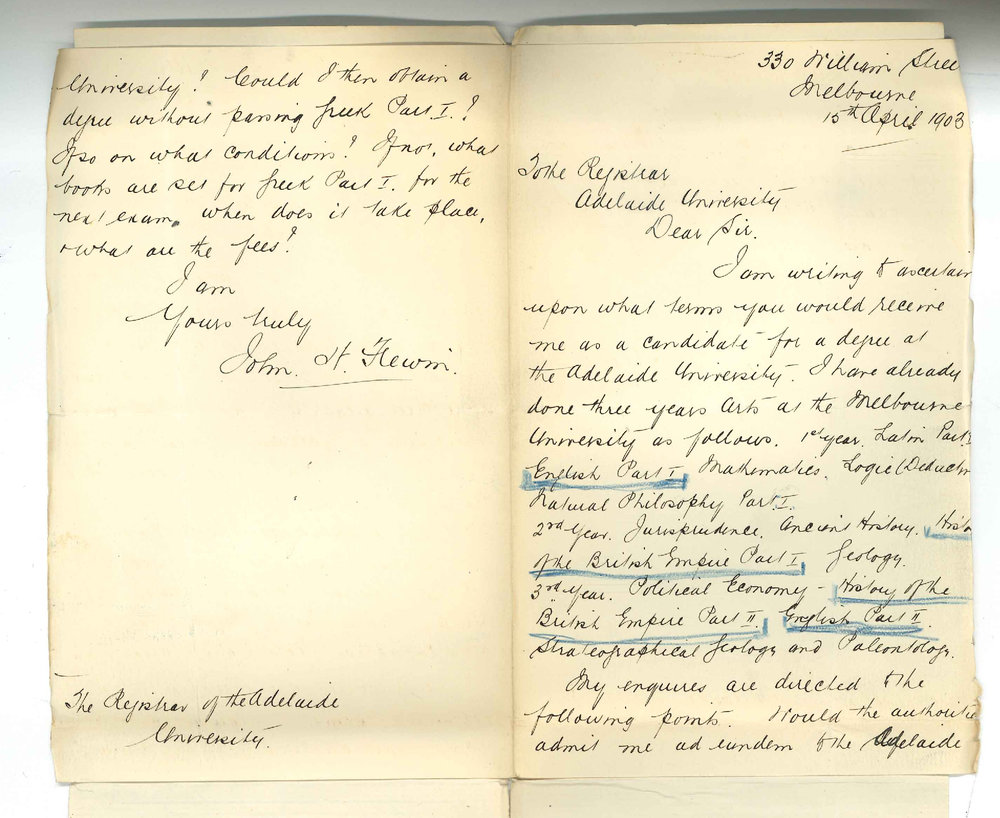 330 William Stree
Melbourne
15th April 1903
To the Registrar
Adelaide University
Dear Sir.
I am writing to ascertain
upon what terms you would receive
me as a candidate for a degree at
the Adelaide University. I have already
done three years Arts at the Melbourne
University as follows. 1st year. Latin Part I
English Part I Mathematics, Logic (Deductiv
Natural Philosophy Part I.
2nd Year. Jurisprudence, Ancient History, Histo
of the British Empire Part I, Geology.
3rd Year. Political Economy - History of the
British Empire Part II. English Part II.
Strateographical Geology and Paleontology.
My enquires are directed to the
following points. Would the authoritie
admit me ad eundem to the Adelaide
University? Could I then obtain a
degree without passing Greek Part I.?
If so on what conditions? If not, what
books are set for Greek Part I. for the
next exam, when does it take place,
+ what are the fees?
I am
Yours truly
John. H.
The Registrar of the Adelaide
University.